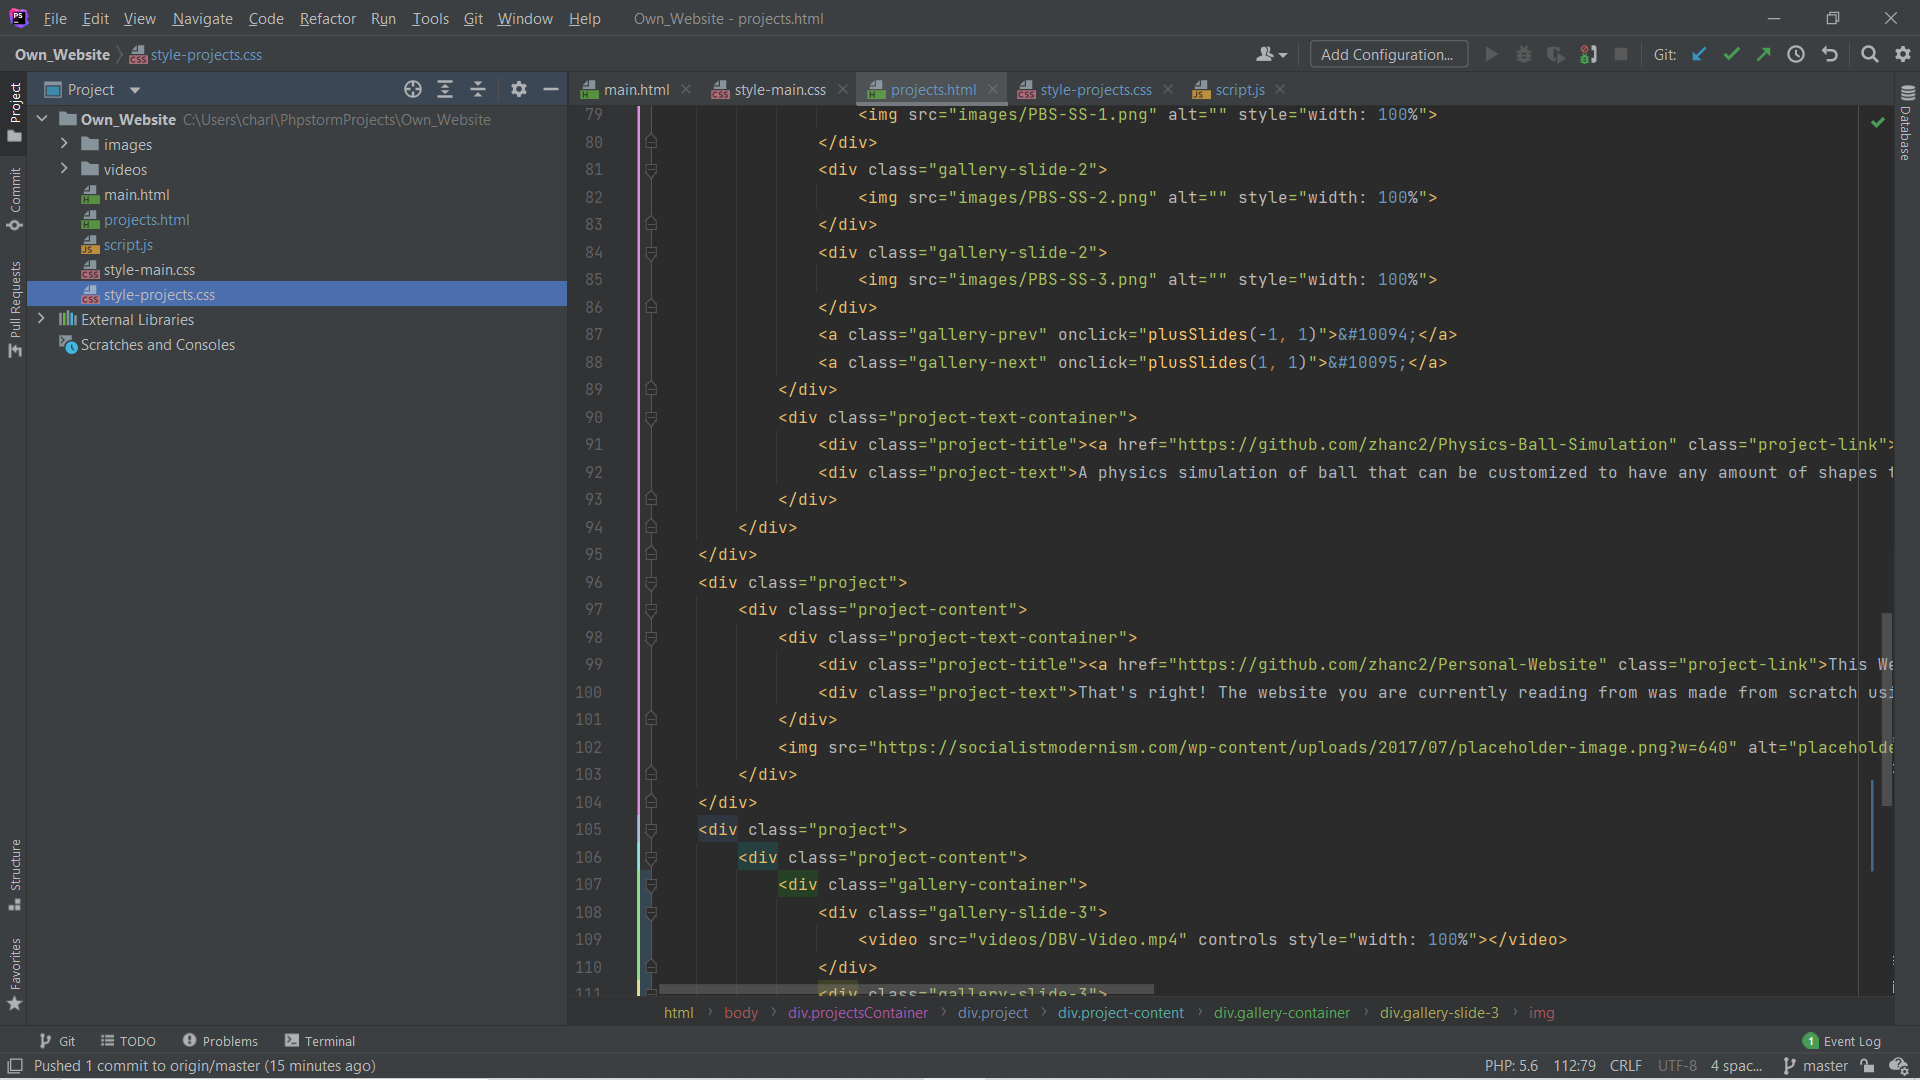 PS File Edit View Navigate Code Refactor Run Tools Git Window Help Own_Website - projects.html
Own_Website style-projects.css Add Configuration... Git:
Project
main.html style-main.css projects.html style-projects.css script.js
Own_Website C:\Users\charl\PhpstormProjects\Own_Website
images
videos
main.html
projects.html
script.js
style-main.css
style-projects.css
External Libraries
Scratches and Consoles
Project
Commit
Pull Requests
Structure
Favorites
79 <img src="images/PBS-SS-1.png" alt="" style="width: 100%">
80 </div>
81 <div class="gallery-slide-2">
82 <img src="images/PBS-SS-2.png" alt="" style="width: 100%">
83 </div>
84 <div class="gallery-slide-2">
85 <img src="images/PBS-SS-3.png" alt="" style="width: 100%">
86 </div>
87 <a class="gallery-prev" onclick="plusSlides(-1, 1)">&#10094;</a>
88 <a class="gallery-next" onclick="plusSlides(1, 1)">&#10095;</a>
89 </div>
90 <div class="project-text-container">
91 <div class="project-title"><a href="https://github.com/zhanc2/Physics-Ball-Simulation" class="project-link">
92 <div class="project-text">A physics simulation of ball that can be customized to have any amount of shapes t
93 </div>
94 </div>
95 </div>
96 <div class="project">
97 <div class="project-content">
98 <div class="project-text-container">
99 <div class="project-title"><a href="https://github.com/zhanc2/Personal-Website" class="project-link">This We
100 <div class="project-text">That's right! The website you are currently reading from was made from scratch usi
101 </div>
102 <img src="https://socialistmodernism.com/wp-content/uploads/2017/07/placeholder-image.png?w=640" alt="placeholde
103 </div>
104 </div>
105 <div class="project">
106 <div class="project-content">
107 <div class="gallery-container">
108 <div class="gallery-slide-3">
109 <video src="videos/DBV-Video.mp4" controls style="width: 100%"></video>
110 </div>
111 <div class="gallery-slide-3">
Database
html body div.projectsContainer div.project div.project-content div.gallery-container div.gallery-slide-3 img
Git TODO Problems Terminal 1 Event Log
Pushed 1 commit to origin/master (15 minutes ago) PHP: 5.6 112:79 CRLF UTF-8 4 spac... master